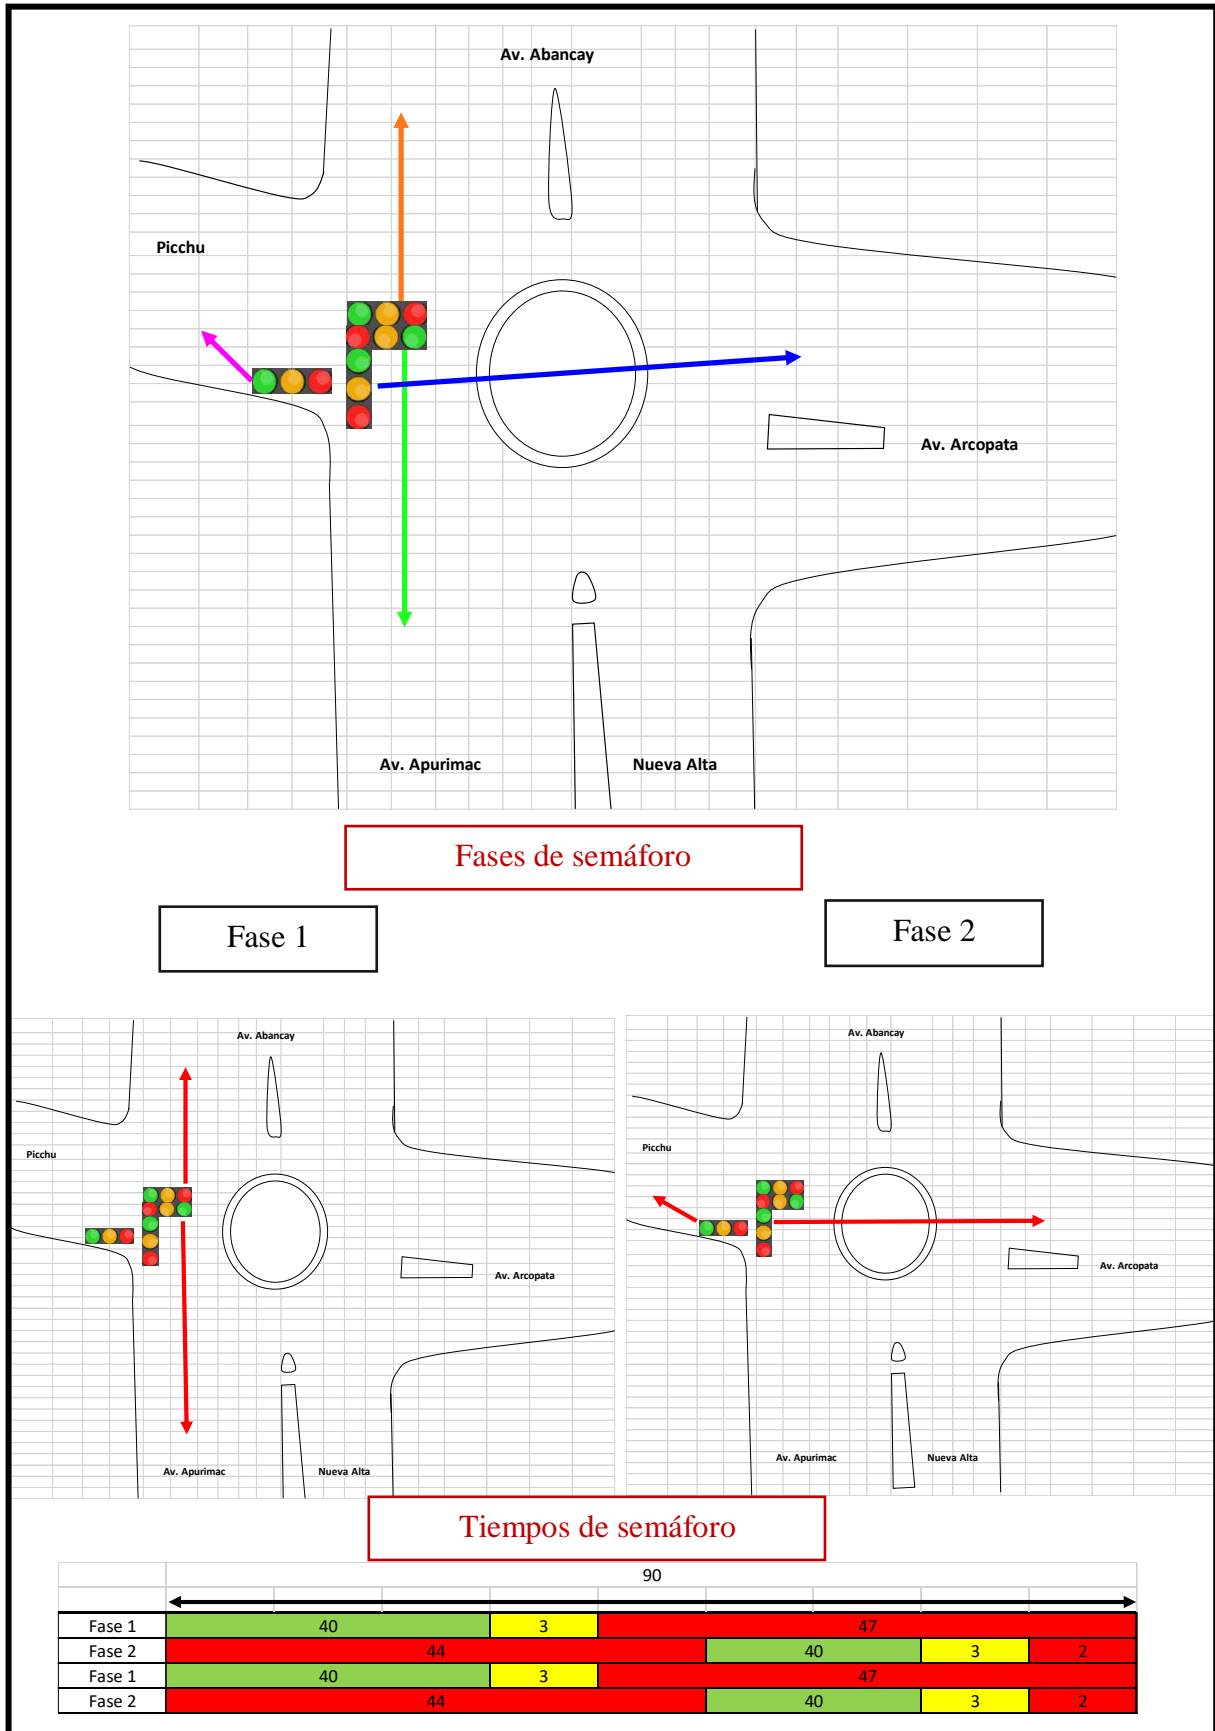 Av. Abancay
Picchu
Av. Arcopata
Av. Apurimac Nueva Alta
Fases de semáforo
Fase 1
Fase 2
Av. Abancay
Picchu
Av. Arcopata
Av. Apurimac Nueva Alta
Av. Abancay
Picchu
Av. Arcopata
Av. Apurimac Nueva Alta
Tiempos de semáforo
90
Fase 1 40 3 47
Fase 2 44 40 3 2
Fase 1 40 3 47
Fase 2 44 40 3 2